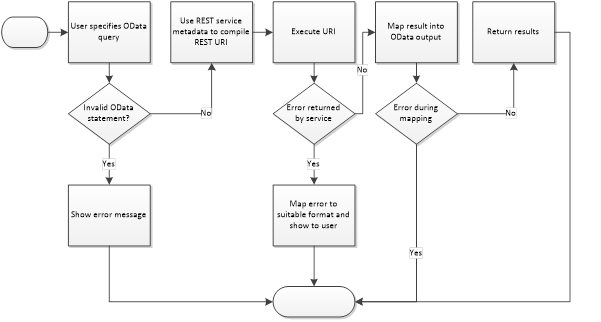 User specifies OData
query
Use REST service
metadata to compile
REST URI
Execute URI
Map result into
OData output
Return results
Invalid OData
statement?
No
Error returned
by service
No
Error during
mapping
No
Yes
Yes
Show error message
Map error to
suitable format and
show to user
Yes